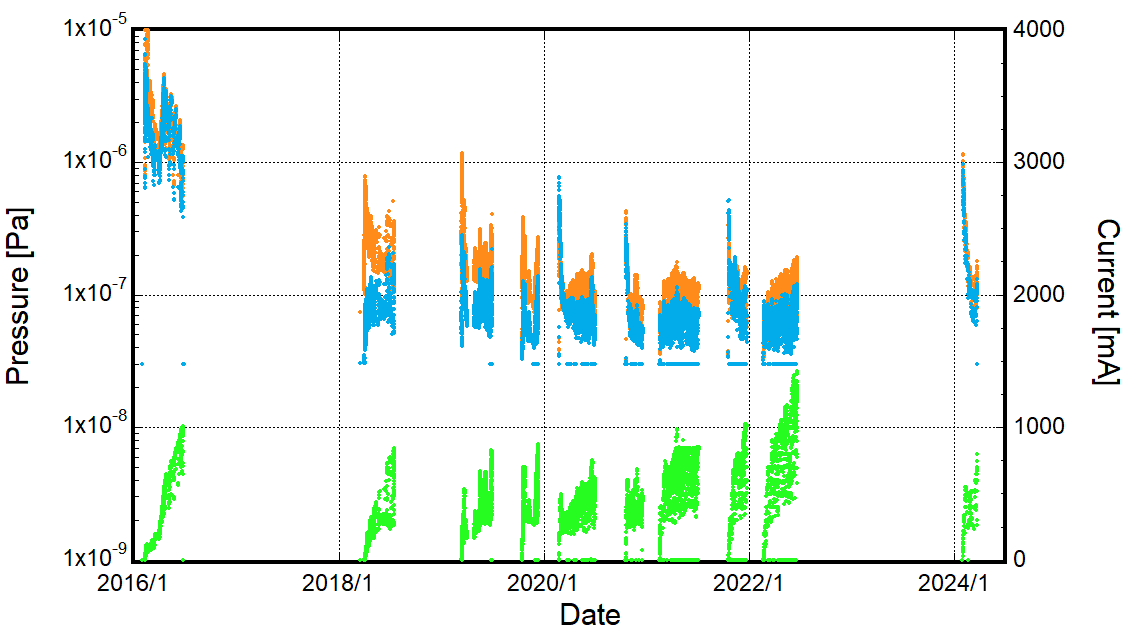 1x10-5
1x10-6
1x10-7
1x10-8
1x10-9
Pressure [Pa]
4000
3000
2000
1000
0
Current [mA]
2016/1
2018/1
2020/1
2022/1
2024/1
Date